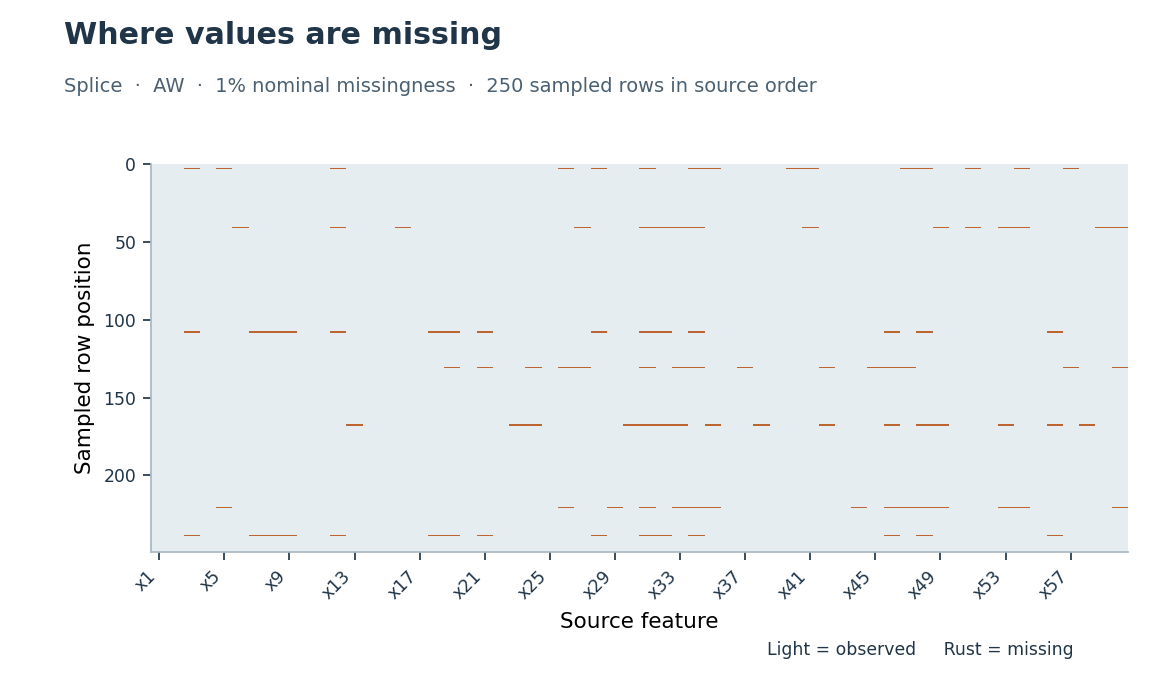 Where values are missing
Splice · AW · 1% nominal missingness · 250 sampled rows in source order
0
50
100
150
200
Sampled row position
x1 x5 x9 x13 x17 x21 x25 x29 x33 x37 x41 x45 x49 x53 x57
Source feature
Light = observed Rust = missing